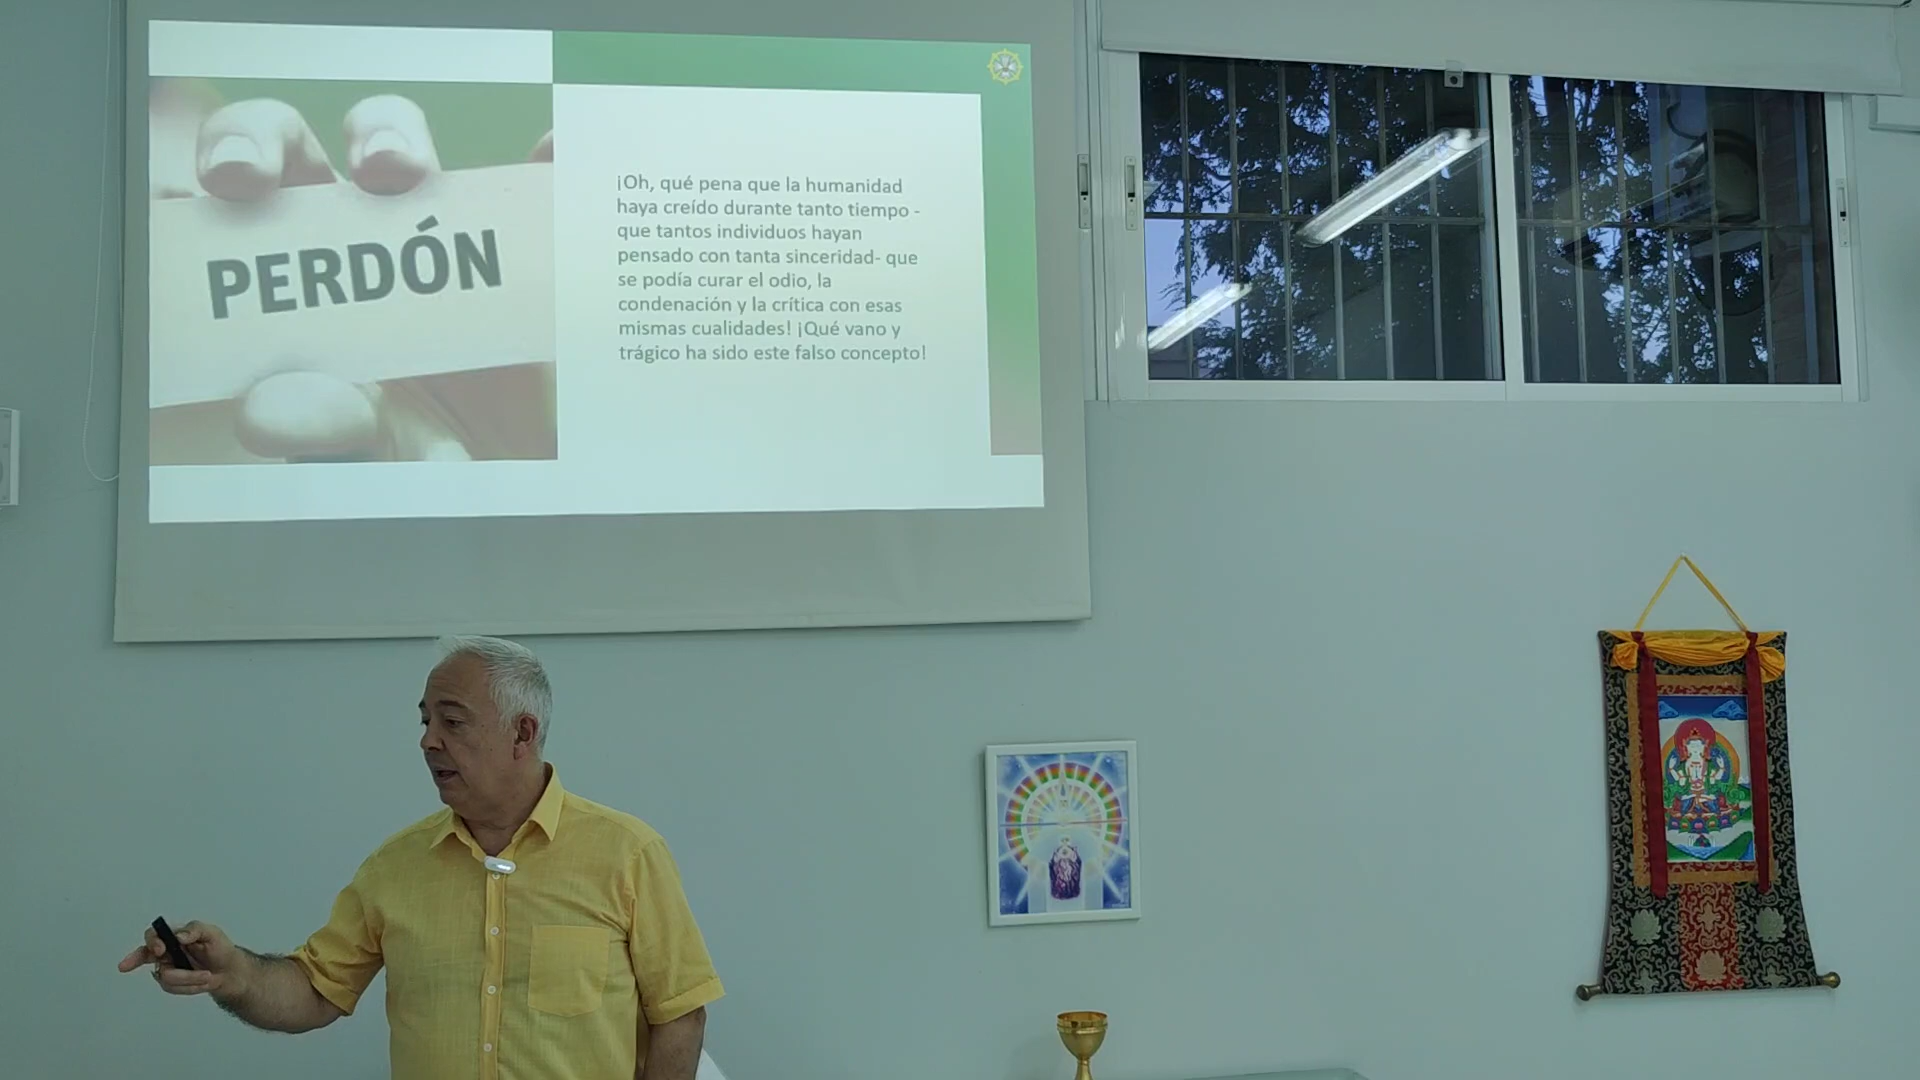 PERDÓN
¡Oh, qué pena que la humanidad
haya creído durante tanto tiempo -
que tantos individuos hayan
pensado con tanta sinceridad- que
se podía curar el odio, la
condenación y la crítica con esas
mismas cualidades! ¡Qué vano y
trágico ha sido este falso concepto!